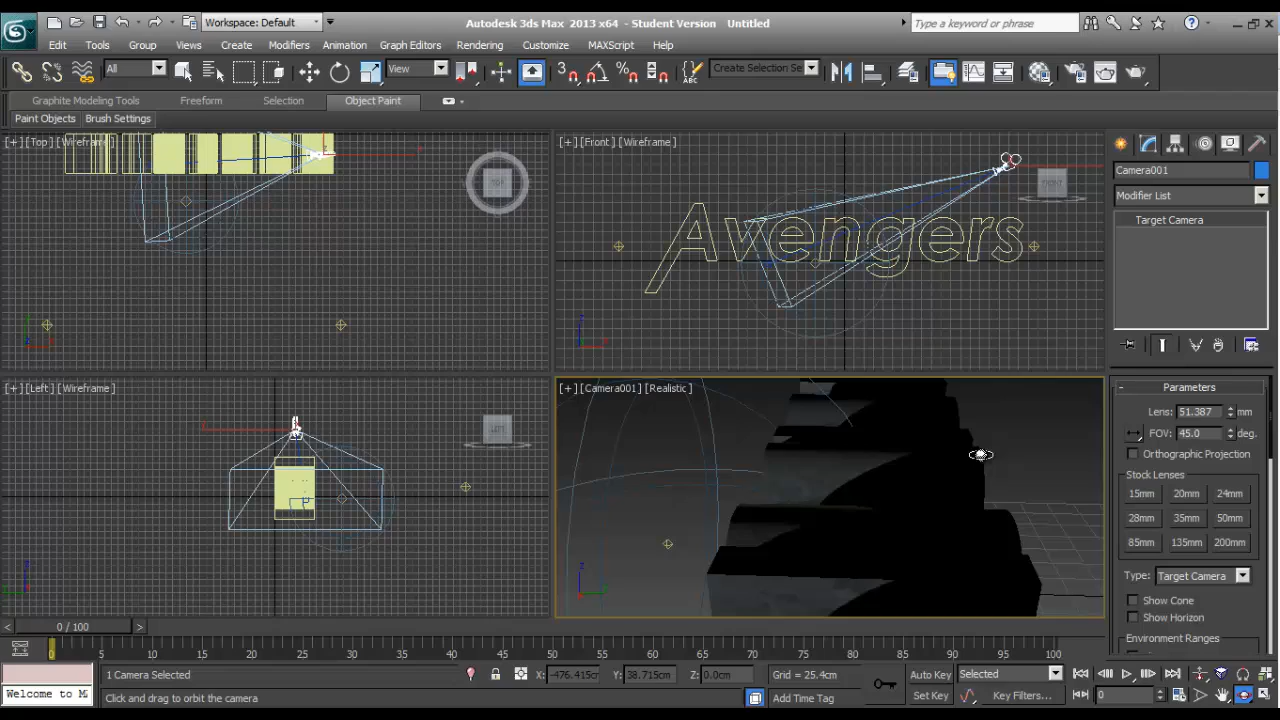 Workspace: Default
Autodesk 3ds Max 2013 x64 - Student Version Untitled
Type a keyword or phrase
Edit Tools Group Views Create Modifiers Animation Graph Editors Rendering Customize MAXScript Help
All
View
Create Selection Se
Graphite Modeling Tools Freeform Selection Object Paint
Paint Objects Brush Settings
[+] [Top] [Wireframe]
TOP
[+] [Front] [Wireframe]
FRONT
Avengers
[+] [Left] [Wireframe]
LEFT
[+] [Camera001] [Realistic]
Camera001
Modifier List
Target Camera
Parameters
Lens: 51.387 mm
FOV: 45.0 deg.
Orthographic Projection
Stock Lenses
15mm 20mm 24mm
28mm 35mm 50mm
85mm 135mm 200mm
Type: Target Camera
Show Cone
Show Horizon
Environment Ranges
0 / 100
0 5 10 15 20 25 30 35 40 45 50 55 60 65 70 75 80 85 90 95 100
1 Camera Selected
X: -476.415cm Y: 38.715cm Z: 0.0cm
Grid = 25.4cm
Auto Key Selected
Welcome to M
Click and drag to orbit the camera
Add Time Tag
Set Key Key Filters... 0